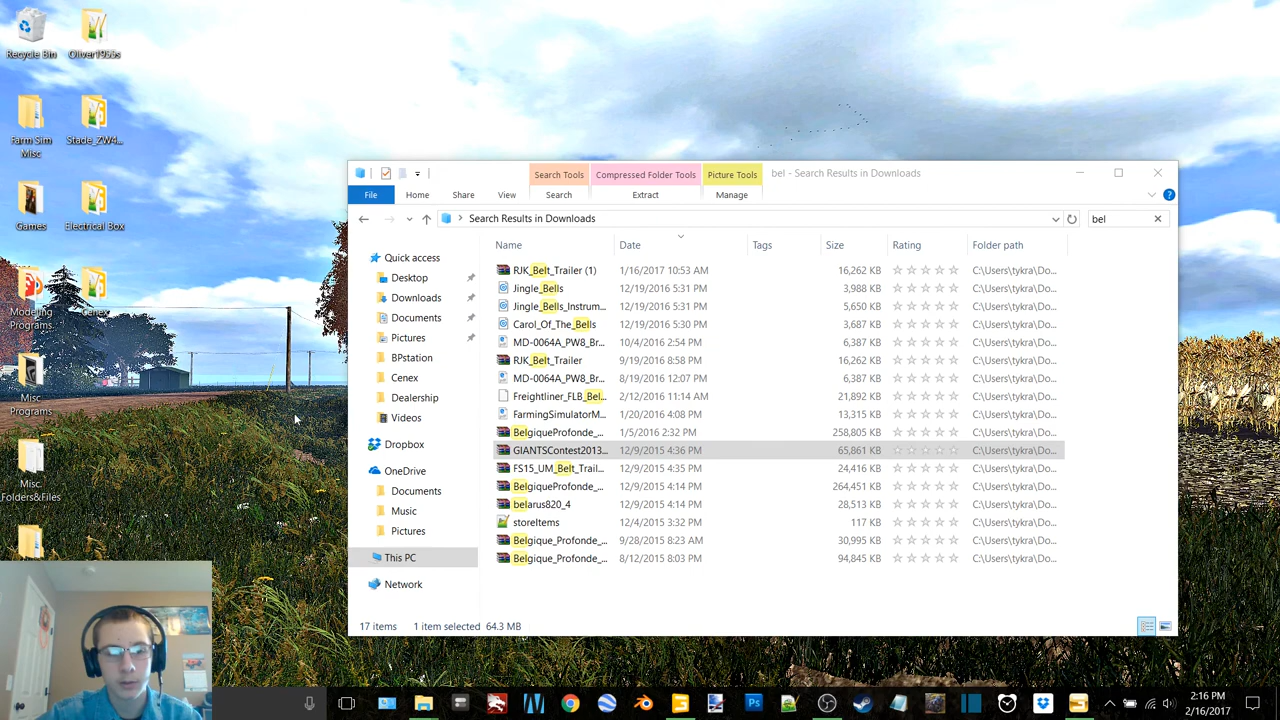 Recycle Bin
Oliver1955s
Farm Sim Misc
Stade_ZW4...
Games
Electrical Box
Modeling Programs
Cenex
Misc Programs
Misc. Folders&Files
Search Tools
Compressed Folder Tools
Picture Tools
bel - Search Results in Downloads
File
Home
Share
View
Search
Extract
Manage
Search Results in Downloads
bel
Name Date Tags Size Rating Folder path
Quick access
Desktop
Downloads
Documents
Pictures
BPstation
Cenex
Dealership
Videos
Dropbox
OneDrive
Documents
Music
Pictures
This PC
Network
RJK_Belt_Trailer (1) 1/16/2017 10:53 AM 16,262 KB C:\Users\tykra\Do...
Jingle_Bells 12/19/2016 5:31 PM 3,988 KB C:\Users\tykra\Do...
Jingle_Bells_Instrum... 12/19/2016 5:31 PM 5,650 KB C:\Users\tykra\Do...
Carol_Of_The_Bells 12/19/2016 5:30 PM 3,687 KB C:\Users\tykra\Do...
MD-0064A_PW8_Br... 10/4/2016 2:54 PM 6,387 KB C:\Users\tykra\Do...
RJK_Belt_Trailer 9/19/2016 8:58 PM 16,262 KB C:\Users\tykra\Do...
MD-0064A_PW8_Br... 8/19/2016 12:07 PM 6,387 KB C:\Users\tykra\Do...
Freightliner_FLB_Bel... 2/12/2016 11:14 AM 21,892 KB C:\Users\tykra\Do...
FarmingSimulatorM... 1/20/2016 4:08 PM 13,315 KB C:\Users\tykra\Do...
BelgiqueProfonde_... 1/5/2016 2:32 PM 258,805 KB C:\Users\tykra\Do...
GIANTSContest2013... 12/9/2015 4:36 PM 65,861 KB C:\Users\tykra\Do...
FS15_UM_Belt_Trail... 12/9/2015 4:35 PM 24,416 KB C:\Users\tykra\Do...
BelgiqueProfonde_... 12/9/2015 4:14 PM 264,451 KB C:\Users\tykra\Do...
belarus820_4 12/9/2015 4:14 PM 28,513 KB C:\Users\tykra\Do...
storeItems 12/4/2015 3:32 PM 117 KB C:\Users\tykra\Do...
Belgique_Profonde_... 9/28/2015 8:23 AM 30,995 KB C:\Users\tykra\Do...
Belgique_Profonde_... 8/12/2015 8:03 PM 94,845 KB C:\Users\tykra\Do...
17 items 1 item selected 64.3 MB
2:16 PM
2/16/2017